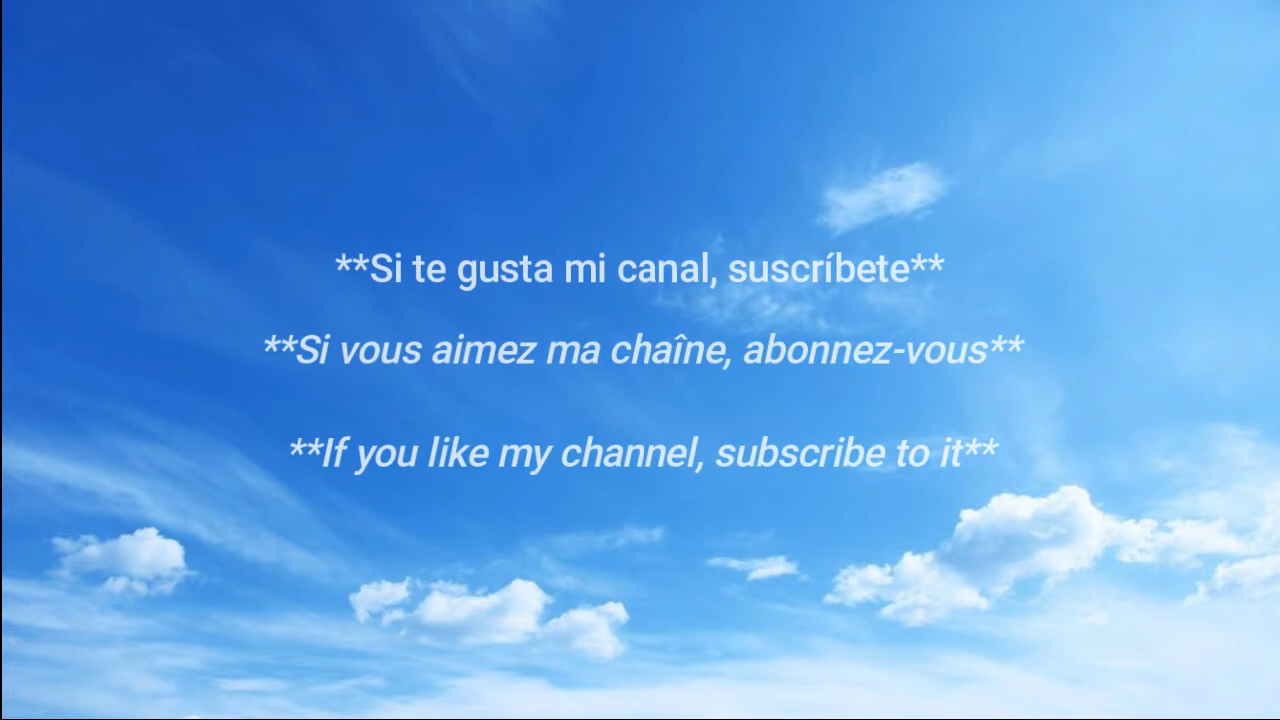 **Si te gusta mi canal, suscríbete**
**Si vous aimez ma chaîne, abonnez-vous**
**If you like my channel, subscribe to it**